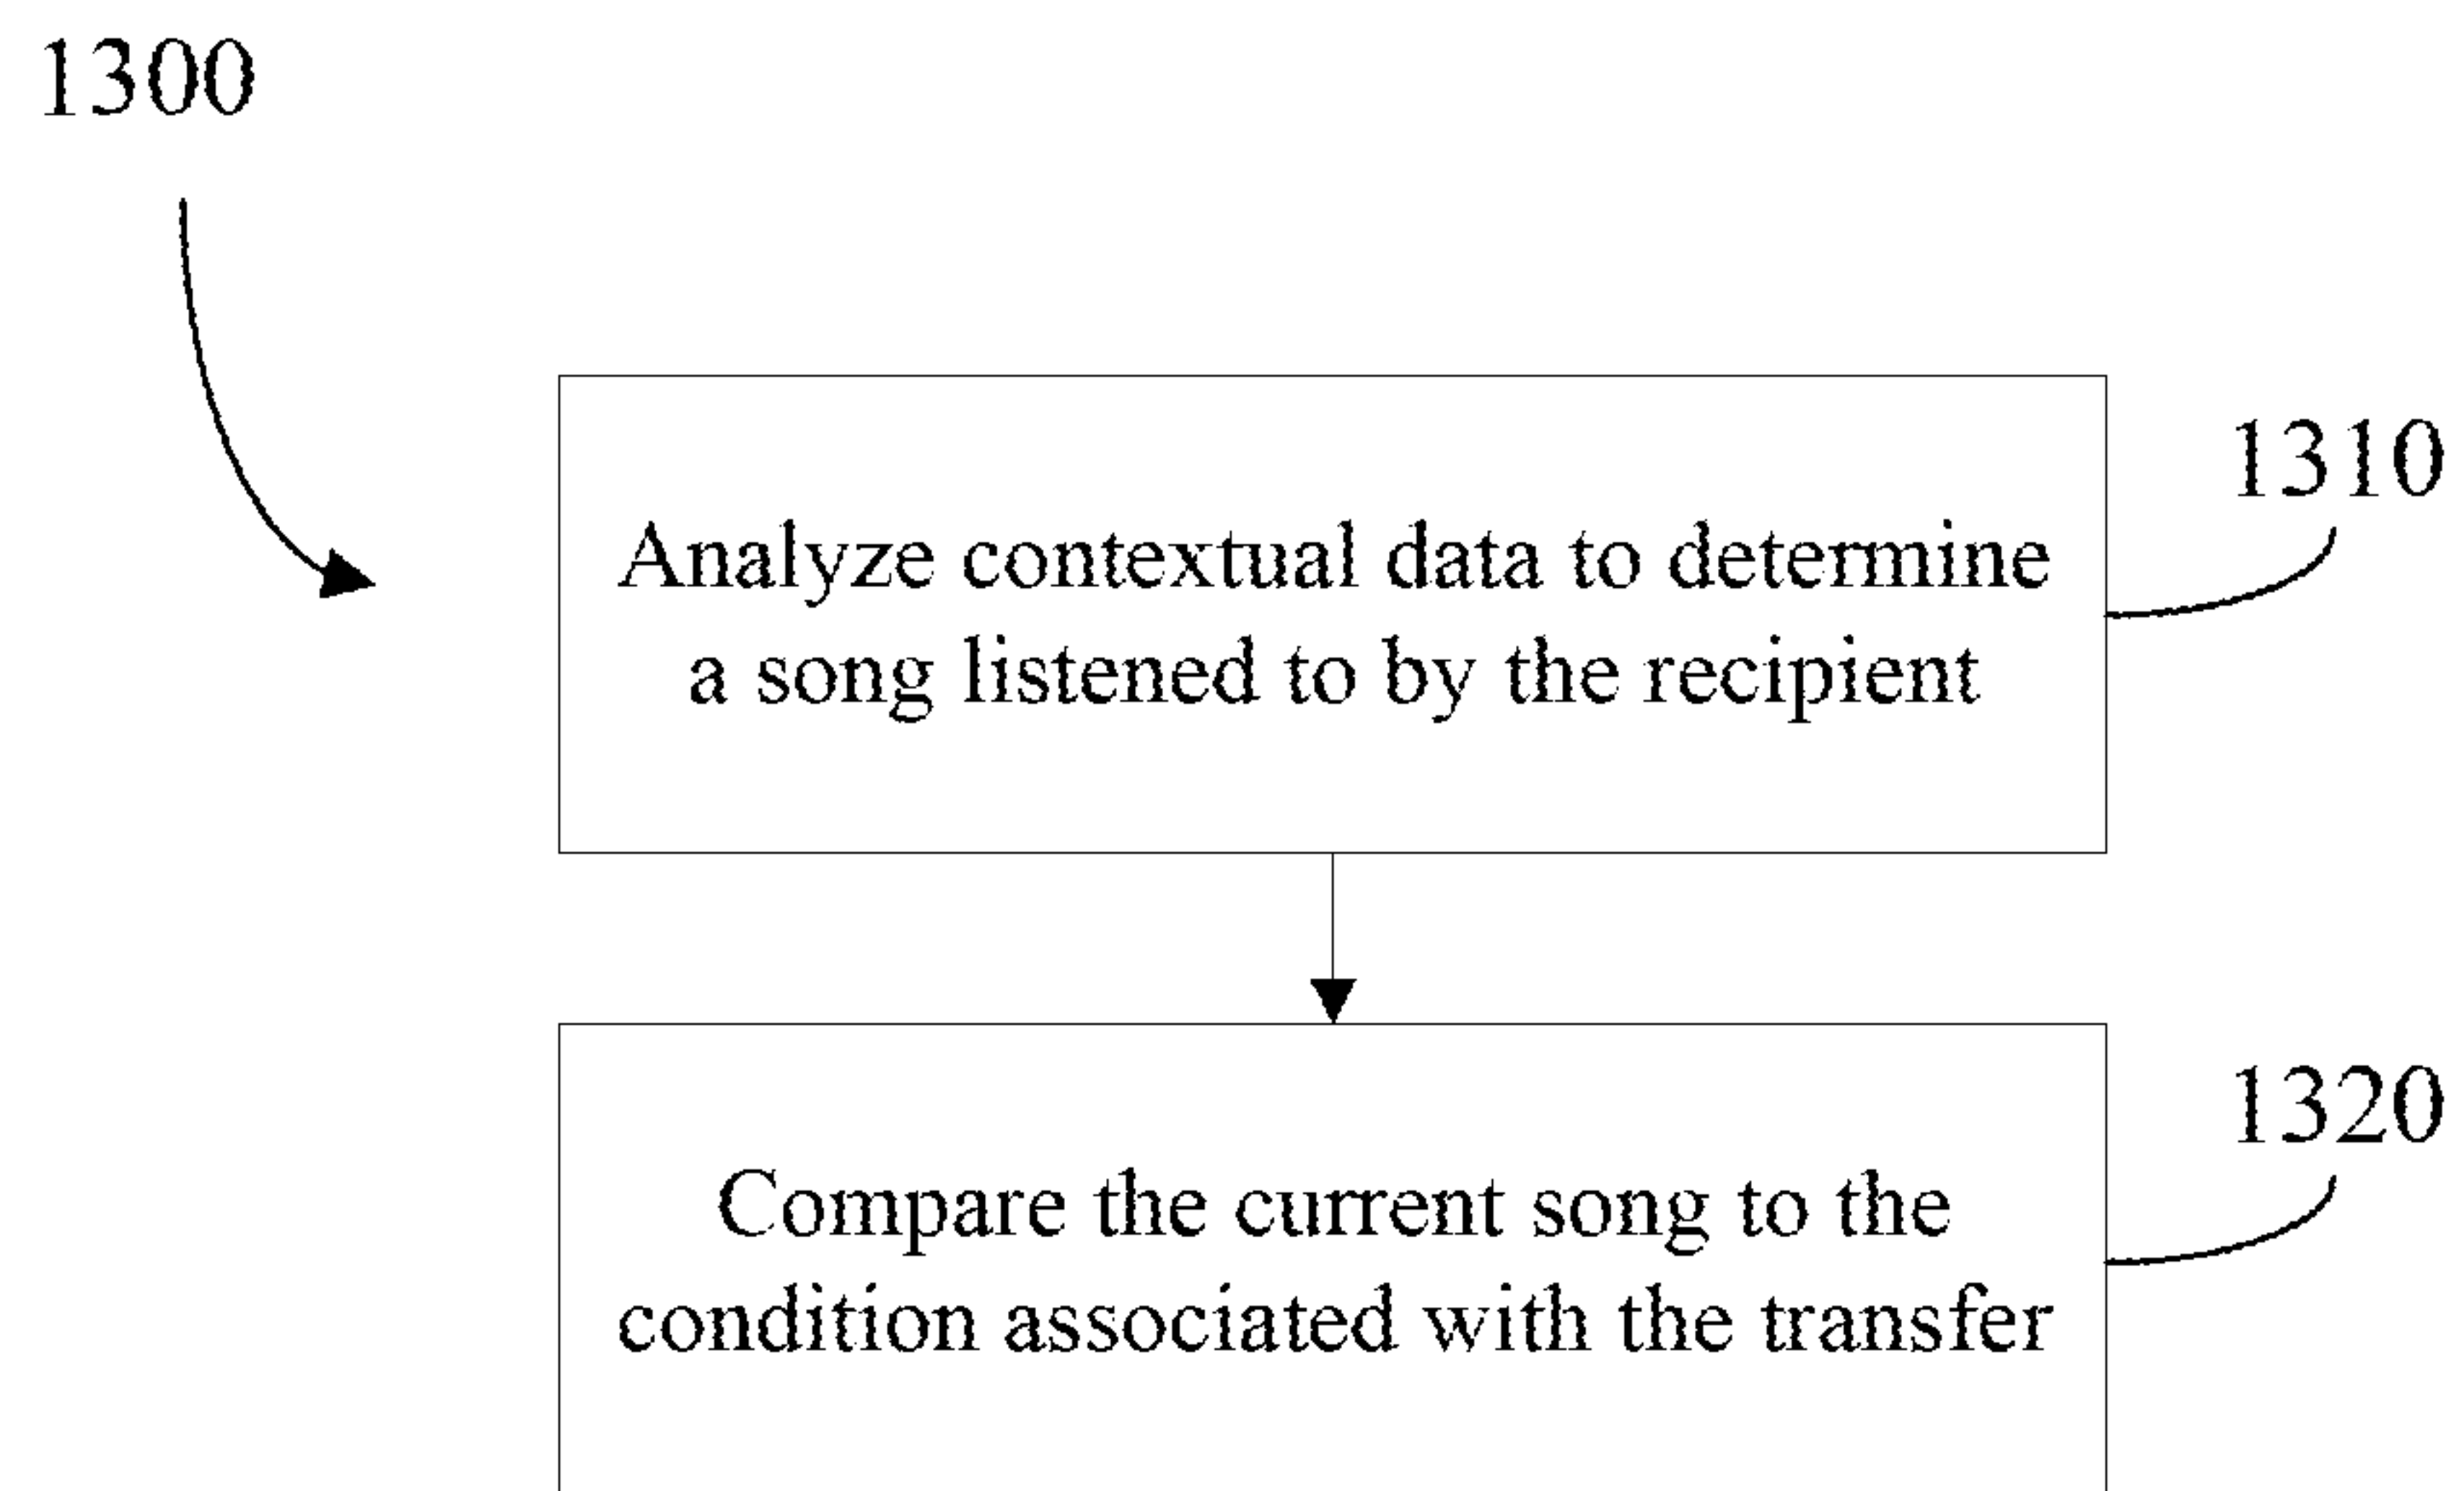 1300
1310
Analyze contextual data to determine
a song listened to by the recipient
1320
Compare the current song to the
condition associated with the transfer